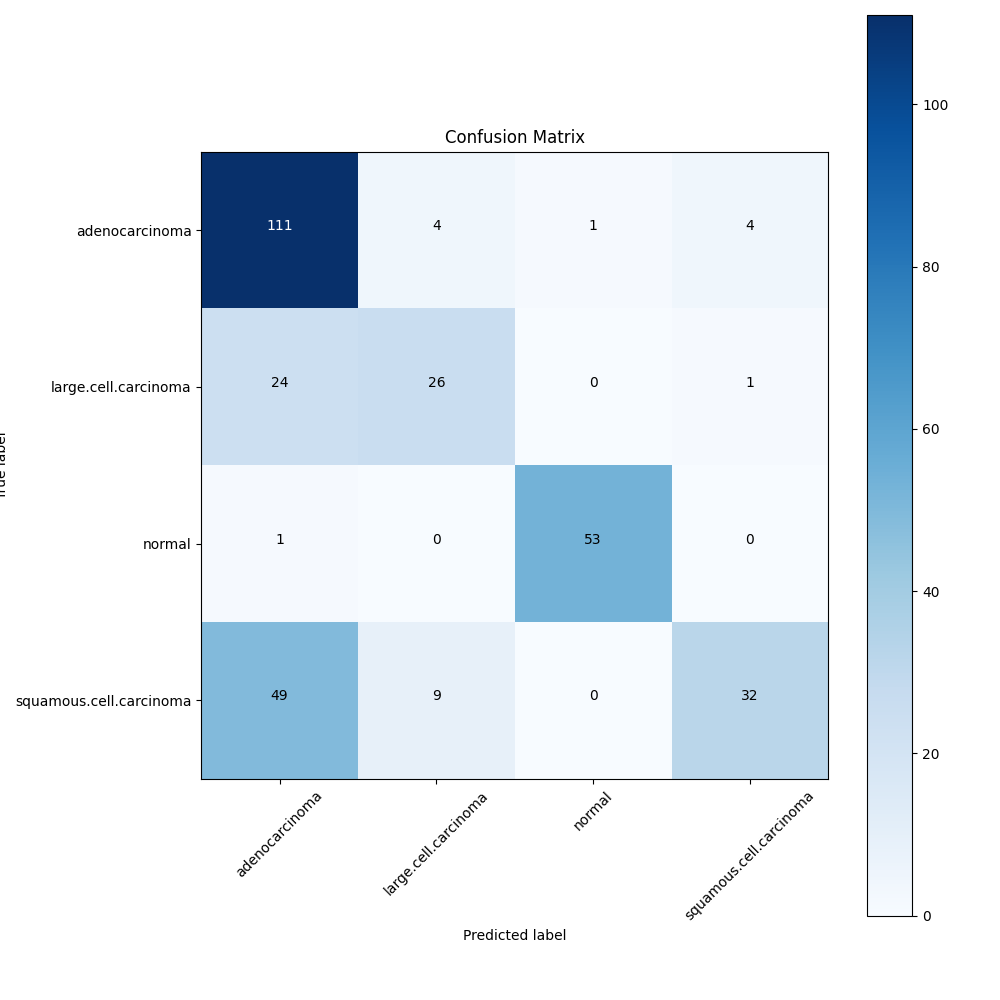 Confusion Matrix
adenocarcinoma
111 4 1 4
large.cell.carcinoma
24 26 0 1
normal
1 0 53 0
squamous.cell.carcinoma
49 9 0 32
adenocarcinoma
large.cell.carcinoma
normal
squamous.cell.carcinoma
Predicted label
100
80
60
40
20
0